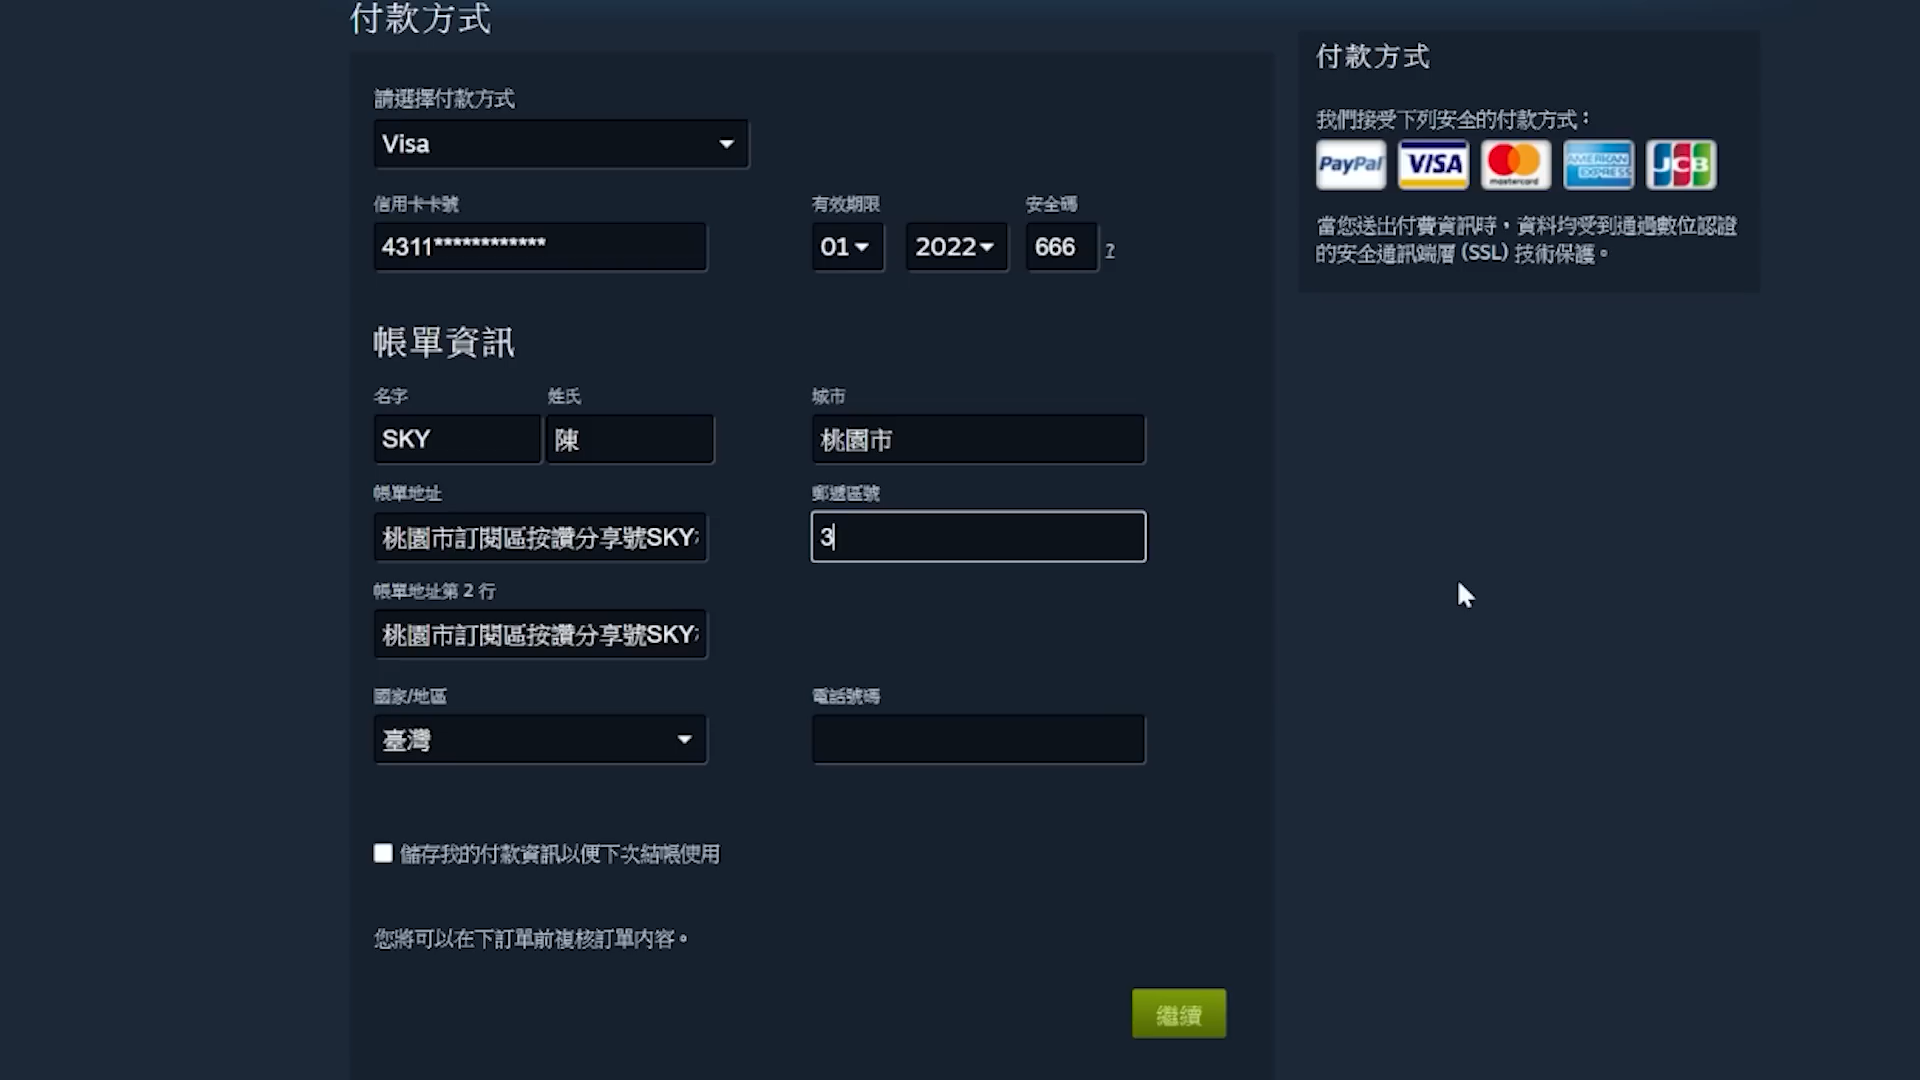 付款方式
請選擇付款方式
Visa
信用卡卡號
有效期限
安全碼
4311************
01
2022
666
?
帳單資訊
名字
姓氏
城市
SKY
陳
桃園市
帳單地址
郵遞區號
桃園市訂閱區按讚分享號SKY
3
帳單地址第 2 行
桃園市訂閱區按讚分享號SKY
國家/地區
電話號碼
臺灣
儲存我的付款資訊以便下次結帳使用
您將可以在下訂單前複核訂單內容。
繼續
付款方式
我們接受下列安全的付款方式：
PayPal
VISA
mastercard
AMERICAN EXPRESS
JCB
當您送出付費資訊時，資料均受到通過數位認證
的安全通訊端層 (SSL) 技術保護。